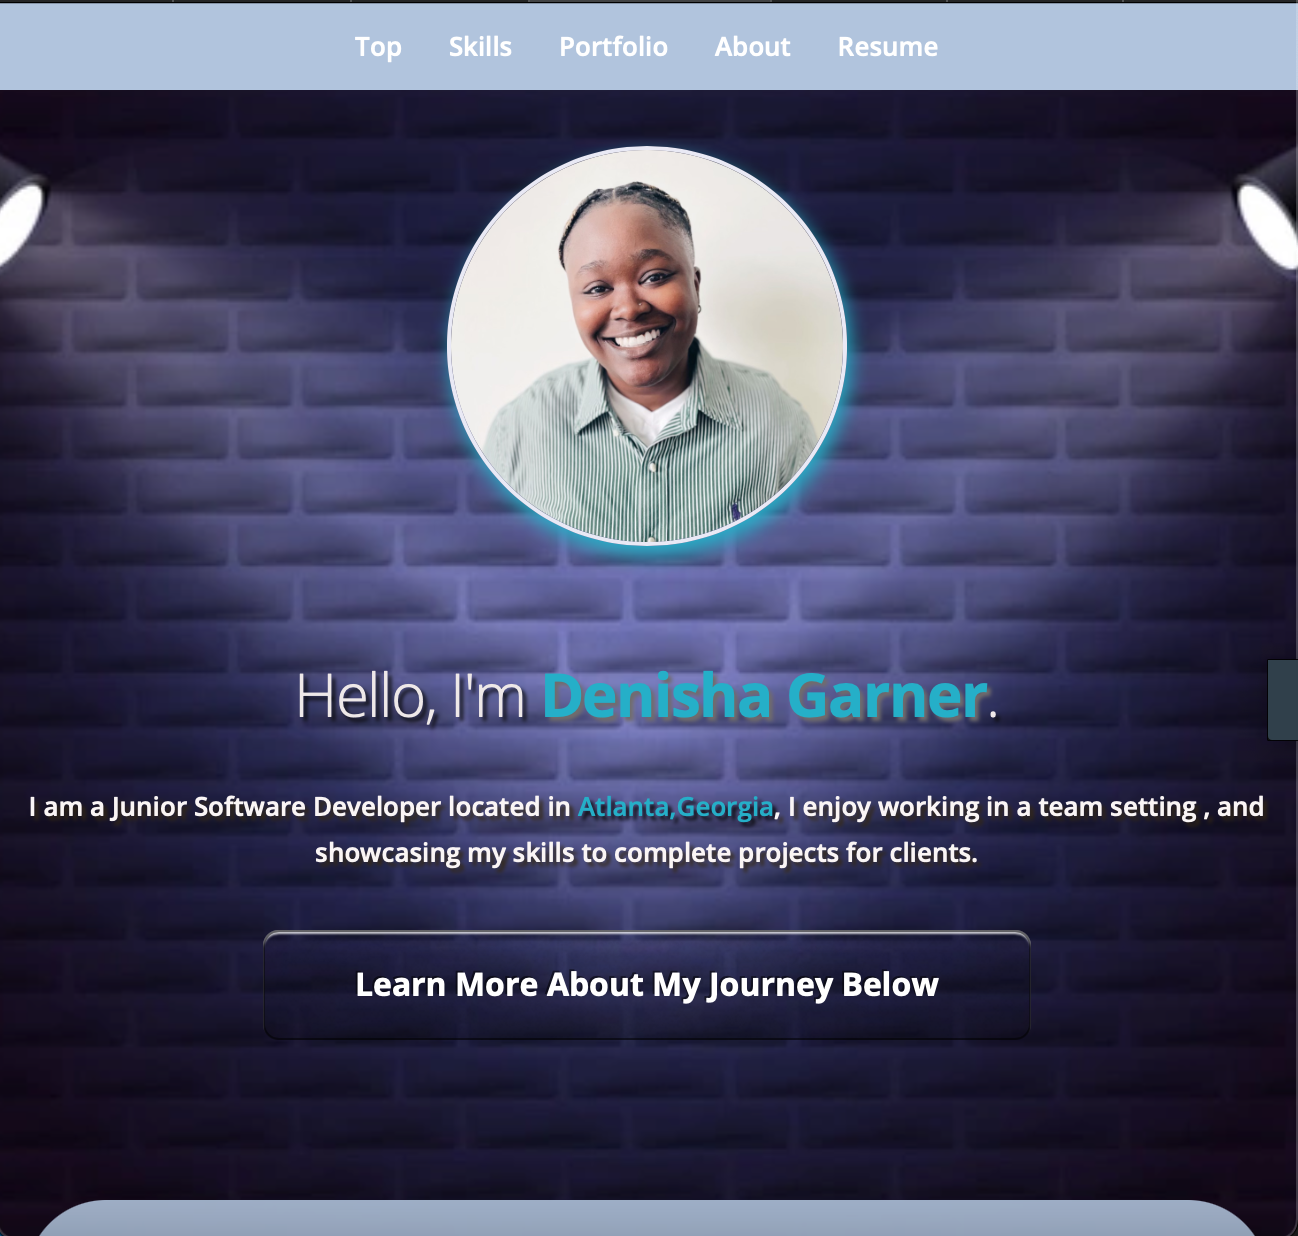 Top Skills Portfolio About Resume
Hello, I'm Denisha Garner.
I am a Junior Software Developer located in Atlanta,Georgia, I enjoy working in a team setting , and
showcasing my skills to complete projects for clients.
Learn More About My Journey Below